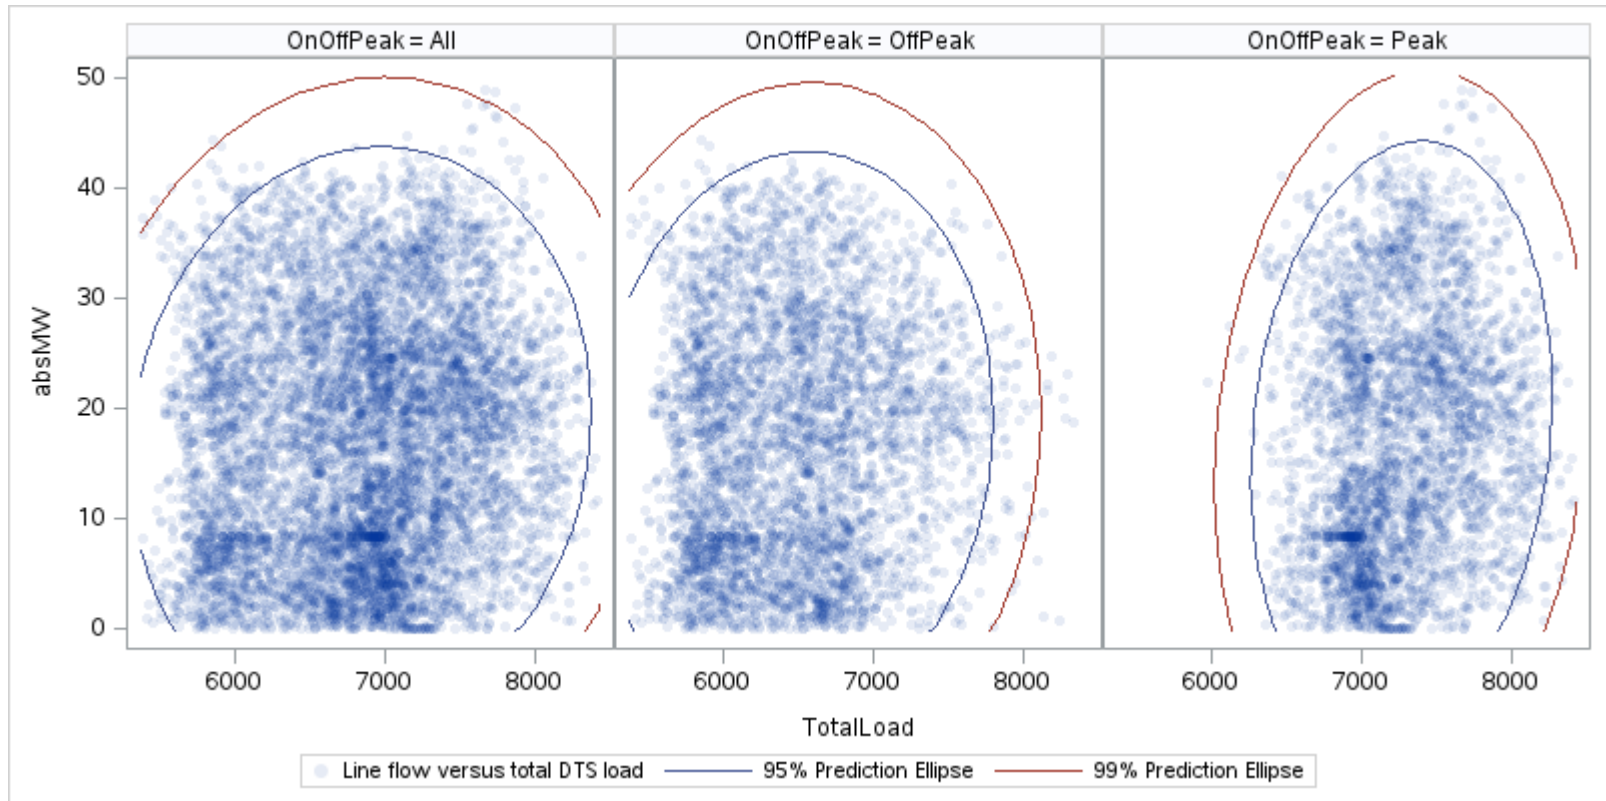 OnOffPeak = All
OnOffPeak = OffPeak
OnOffPeak = Peak
50
40
30
20
10
0
absMW
6000
7000
8000
6000
7000
8000
6000
7000
8000
TotalLoad
Line flow versus total DTS load
95% Prediction Ellipse
99% Prediction Ellipse